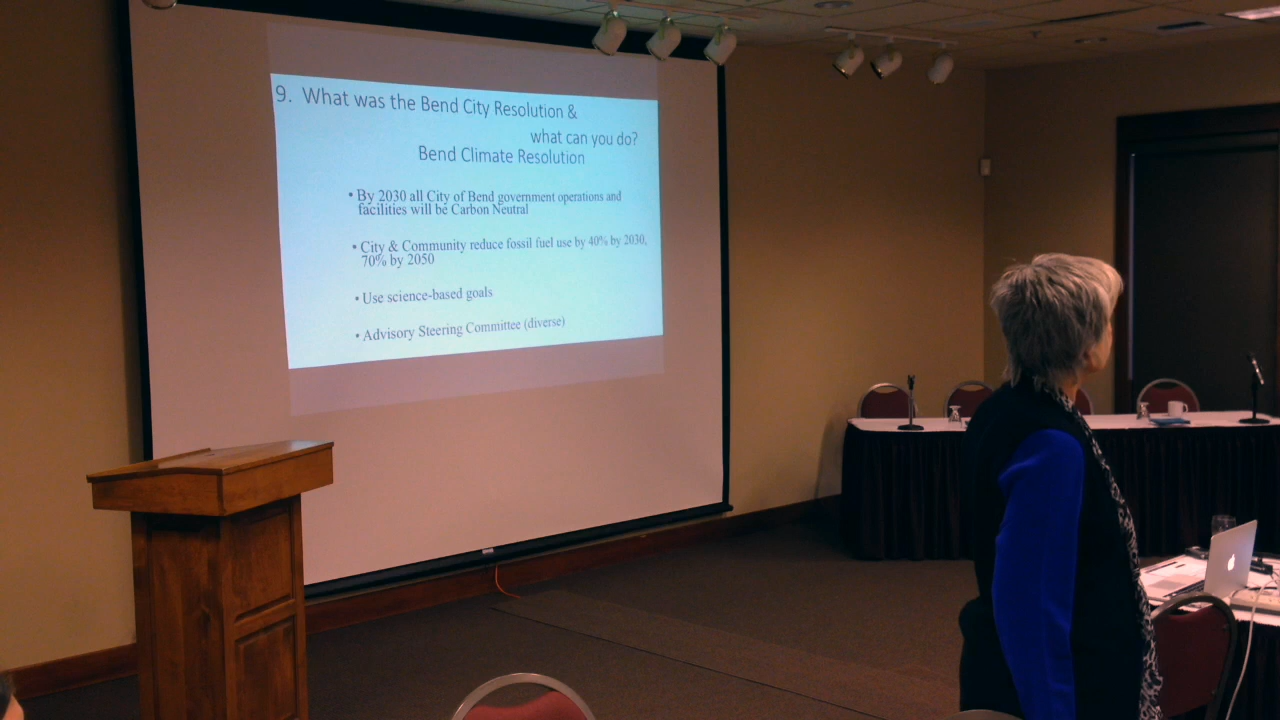 9. What was the Bend City Resolution &
what can you do?
Bend Climate Resolution
• By 2030 all City of Bend government operations and
facilities will be Carbon Neutral
• City & Community reduce fossil fuel use by 40% by 2030,
70% by 2050
• Use science-based goals
• Advisory Steering Committee (diverse)